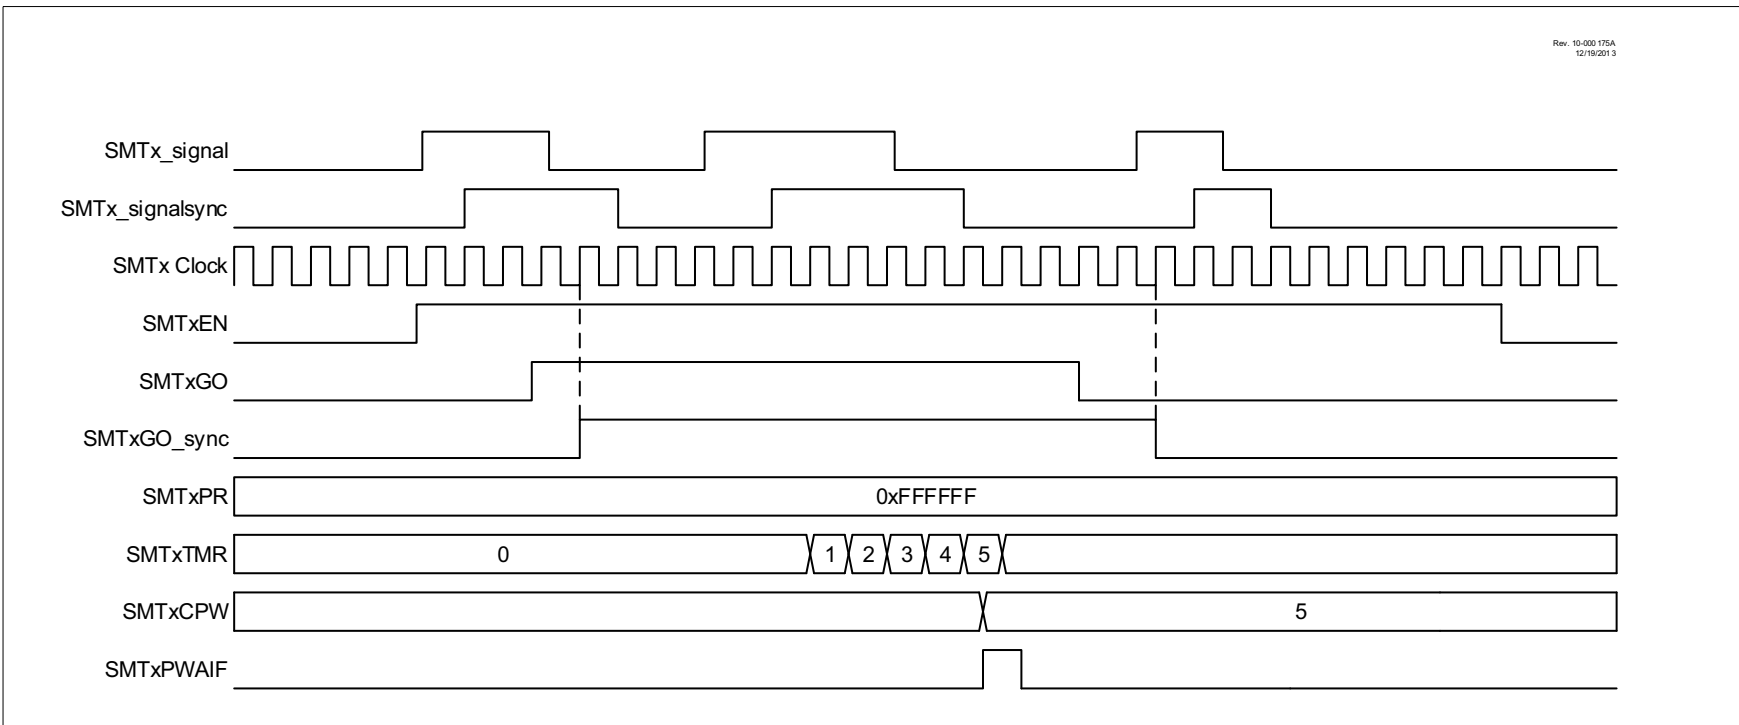 Rev. 10-000 175A
12/19/201 3
SMTx_signal
SMTx_signalsync
SMTx Clock
SMTxEN
SMTxGO
SMTxGO_sync
SMTxPR 0xFFFFFF
SMTxTMR 0 1 2 3 4 5
SMTxCPW 5
SMTxPWAIF